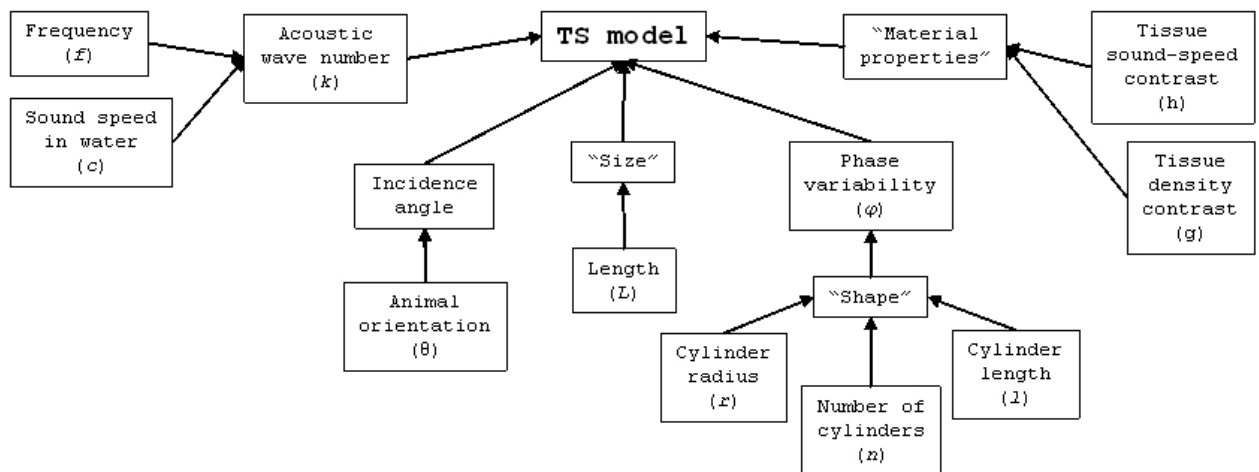 Frequency
(f)
Sound speed
in water
(c)
Acoustic
wave number
(k)
TS model
“Material
properties”
Tissue
sound-speed
contrast
(h)
Tissue
density
contrast
(g)
Incidence
angle
Animal
orientation
(θ)
“Size”
Length
(L)
Phase
variability
(φ)
“Shape”
Cylinder
radius
(r)
Number of
cylinders
(n)
Cylinder
length
(l)